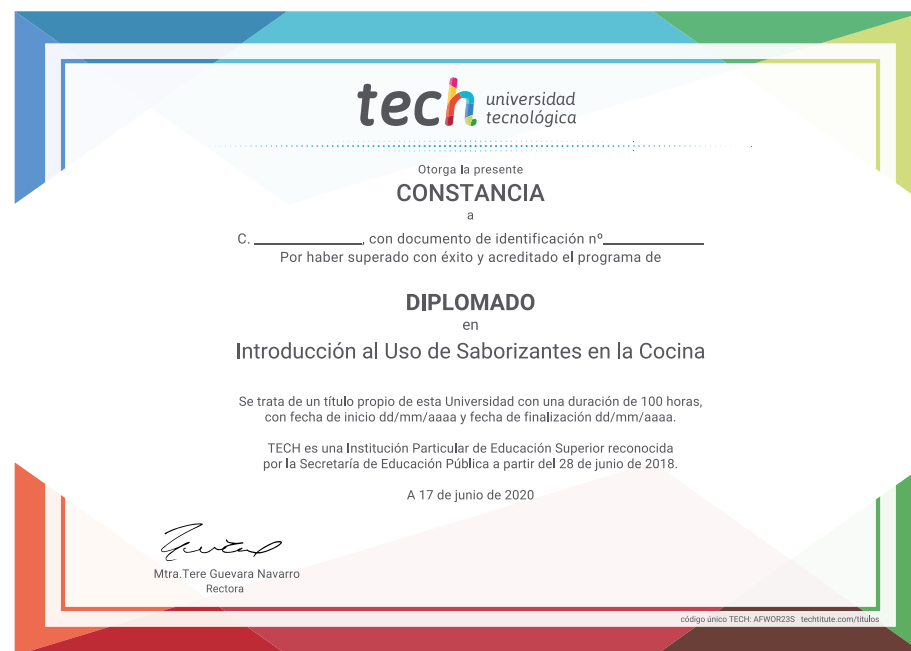 tech universidad
tecnológica
Otorga la presente
CONSTANCIA
a
C. ____________, con documento de identificación nº____________
Por haber superado con éxito y acreditado el programa de
DIPLOMADO
en
Introducción al Uso de Saborizantes en la Cocina
Se trata de un título propio de esta Universidad con una duración de 100 horas,
con fecha de inicio dd/mm/aaaa y fecha de finalización dd/mm/aaaa.
TECH es una Institución Particular de Educación Superior reconocida
por la Secretaría de Educación Pública a partir del 28 de junio de 2018.
A 17 de junio de 2020
Mtra.Tere Guevara Navarro
Rectora
código único TECH: AFWOR23S techtitute.com/titulos